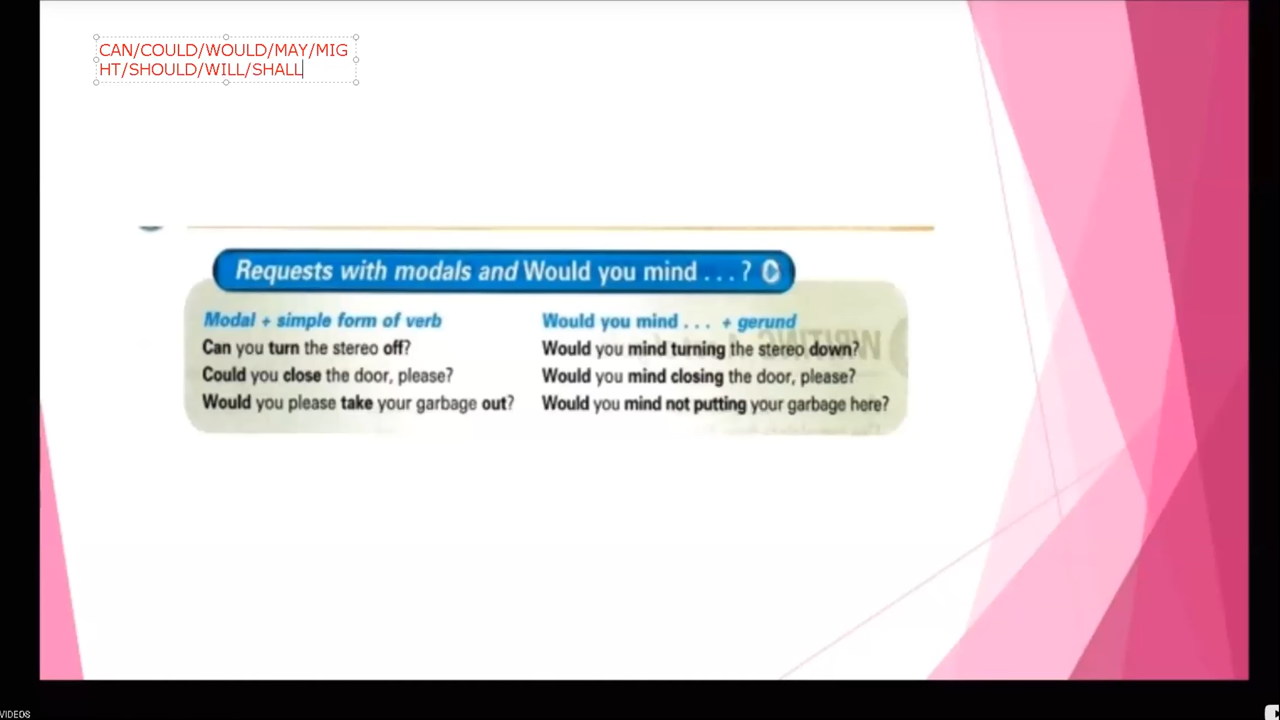 CAN/COULD/WOULD/MAY/MIG
HT/SHOULD/WILL/SHALL
Requests with modals and Would you mind . . . ?
Modal + simple form of verb
Can you turn the stereo off?
Could you close the door, please?
Would you please take your garbage out?
Would you mind . . . + gerund
Would you mind turning the stereo down?
Would you mind closing the door, please?
Would you mind not putting your garbage here?
WRITING
VIDEOS